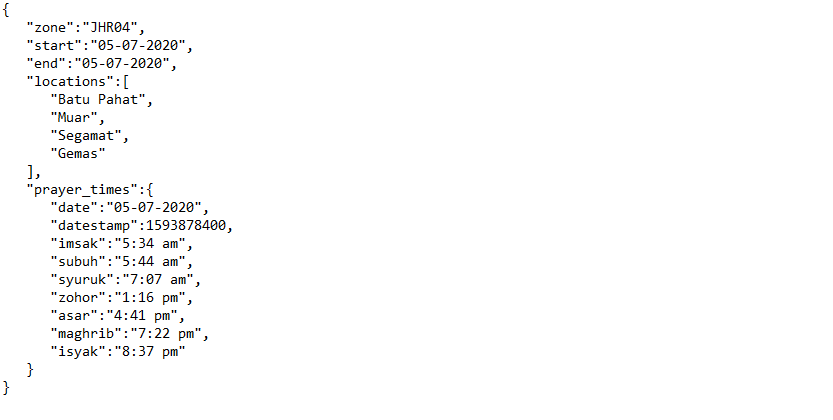 {
   "zone":"JHR04",
   "start":"05-07-2020",
   "end":"05-07-2020",
   "locations":[
      "Batu Pahat",
      "Muar",
      "Segamat",
      "Gemas"
   ],
   "prayer_times":{
      "date":"05-07-2020",
      "datestamp":1593878400,
      "imsak":"5:34 am",
      "subuh":"5:44 am",
      "syuruk":"7:07 am",
      "zohor":"1:16 pm",
      "asar":"4:41 pm",
      "maghrib":"7:22 pm",
      "isyak":"8:37 pm"
   }
}